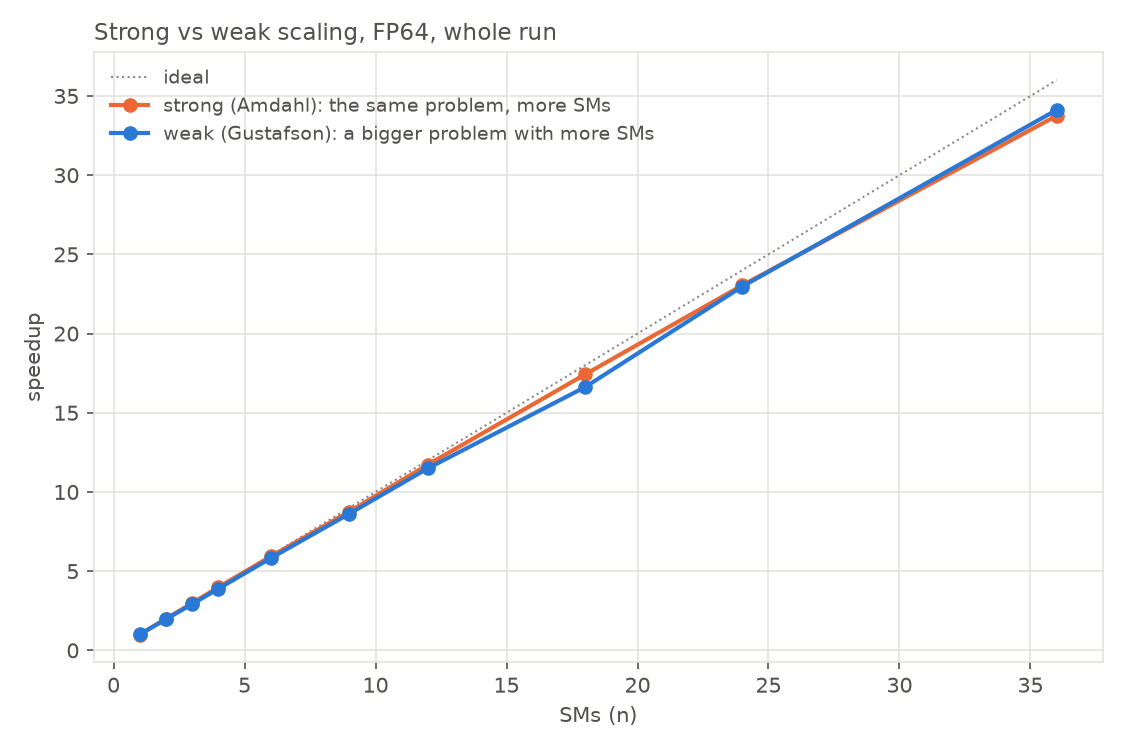 Strong vs weak scaling, FP64, whole run
ideal
strong (Amdahl): the same problem, more SMs
weak (Gustafson): a bigger problem with more SMs
35
30
25
20
15
10
5
0
speedup
0 5 10 15 20 25 30 35
SMs (n)